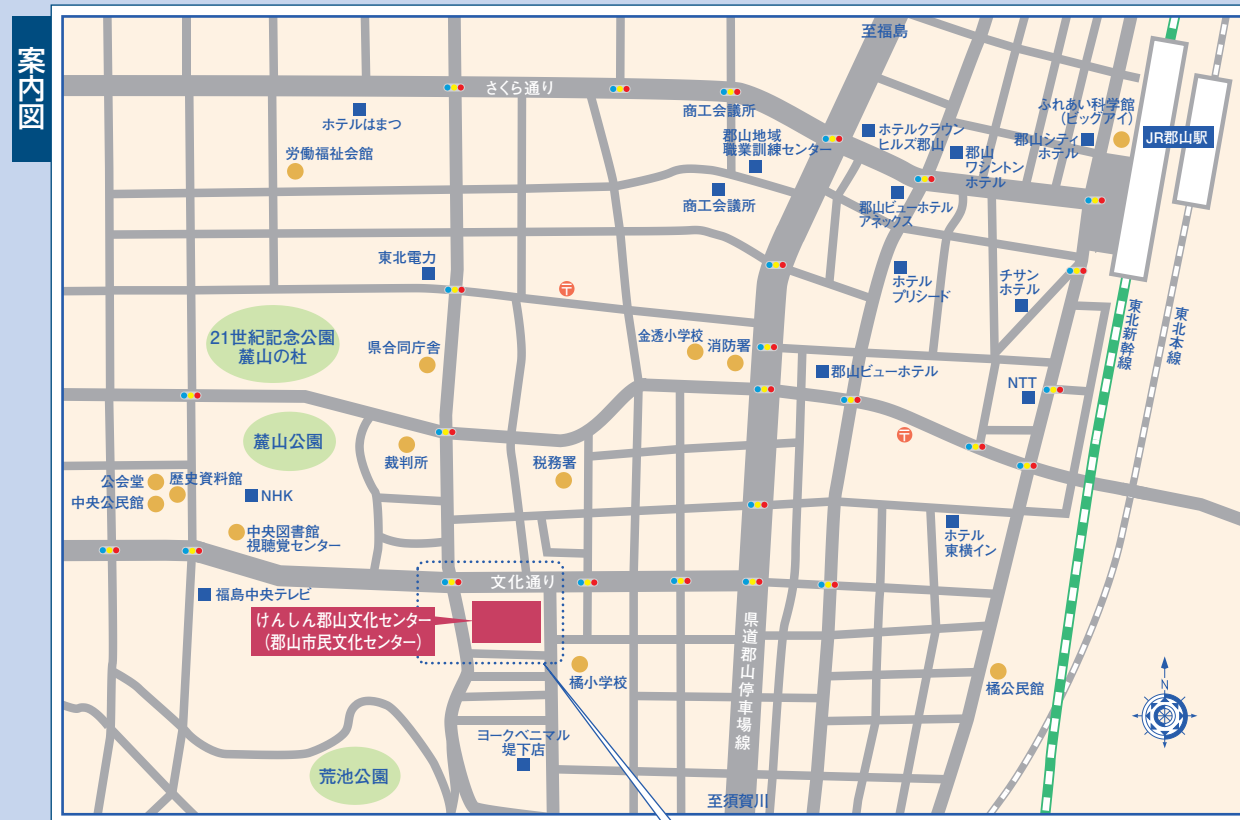 案内図
至福島
さくら通り
商工会議所
ホテルはまつ
労働福祉会館
郡山地域
職業訓練センター
商工会議所
ホテルクラウン
ヒルズ郡山
郡山
ワシントン
ホテル
ふれあい科学館
(ビッグアイ)
郡山シティ
ホテル
JR郡山駅
郡山ビューホテル
アネックス
東北電力
〒
ホテル
プリシード
チサン
ホテル
東北新幹線
東北本線
21世紀記念公園
麓山の杜
県合同庁舎
金透小学校
消防署
郡山ビューホテル
NTT
麓山公園
裁判所
税務署
〒
公会堂
歴史資料館
中央公民館
NHK
中央図書館
視聴覚センター
ホテル
東横イン
文化通り
福島中央テレビ
けんしん郡山文化センター
(郡山市民文化センター)
県道郡山停車場線
橘小学校
橘公民館
N
ヨークベニマル
堤下店
荒池公園
至須賀川